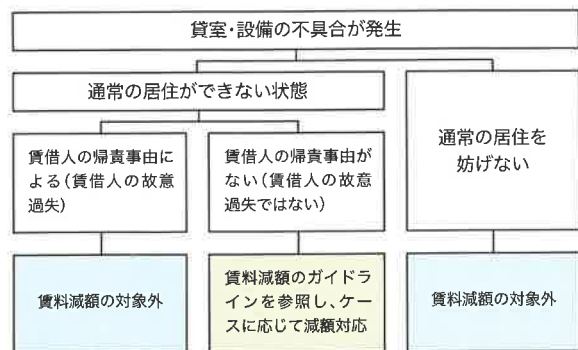 貸室・設備の不具合が発生
通常の居住ができない状態
通常の居住を
妨げない
賃借人の帰責事由に
よる(賃借人の故意
過失)
賃借人の帰責事由が
ない(賃借人の故意
過失ではない)
賃料減額の対象外
賃料減額のガイドラ
インを参照し、ケー
スに応じて減額対応
賃料減額の対象外